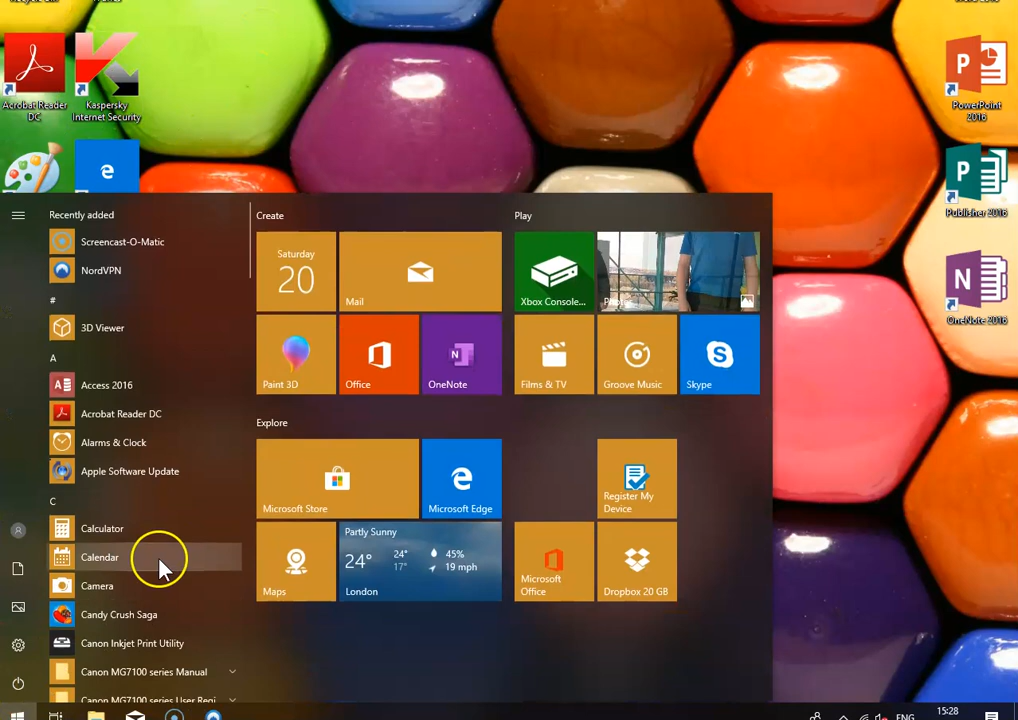 Acrobat Reader
DC
Kaspersky
Internet Security
PowerPoint
2016
Publisher 2016
OneNote 2016
Recently added
Screencast-O-Matic
NordVPN
#
3D Viewer
A
Access 2016
Acrobat Reader DC
Alarms & Clock
Apple Software Update
C
Calculator
Calendar
Camera
Candy Crush Saga
Canon Inkjet Print Utility
Canon MG7100 series Manual
Create
Saturday
20
Mail
Paint 3D
Office
OneNote
Explore
Microsoft Store
Microsoft Edge
Maps
Partly Sunny
24°
24°
17°
45%
19 mph
London
Play
Xbox Console...
Photos
Films & TV
Groove Music
Skype
Register My
Device
Microsoft
Office
Dropbox 20 GB
ENG
15:28